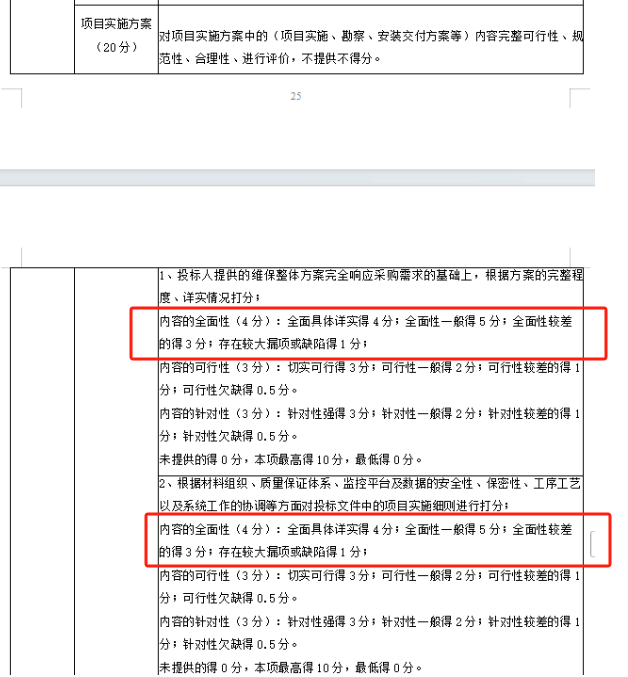 项目实施方案
（20分）
对项目实施方案中的（项目实施、勘察、安装交付方案等）内容完整可行性、规
范性、合理性、进行评价，不提供不得分。
25
1、投标人提供的维保整体方案完全响应采购需求的基础上，根据方案的完整程
度、详实情况打分；
内容的全面性（4分）：全面具体详实得4分；全面性一般得5分；全面性较差
的得3分；存在较大漏项或缺陷得1分；
内容的可行性（3分）：切实可行得3分；可行性一般得2分；可行性较差的得1
分；可行性欠缺得0.5分。
内容的针对性（3分）：针对性强得3分；针对性一般得2分；针对性较差的得1
分；针对性欠缺得0.5分。
未提供的得0分，本项最高得10分，最低得0分。
2、根据材料组织、质量保证体系、监控平台及数据的安全性、保密性、工序工艺
以及系统工作的协调等方面对投标文件中的项目实施细则进行打分；
内容的全面性（4分）：全面具体详实得4分；全面性一般得5分；全面性较差
的得3分；存在较大漏项或缺陷得1分；
内容的可行性（3分）：切实可行得3分；可行性一般得2分；可行性较差的得1
分；可行性欠缺得0.5分。
内容的针对性（3分）：针对性强得3分；针对性一般得2分；针对性较差的得1
分；针对性欠缺得0.5分。
未提供的得0分，本项最高得10分，最低得0分。